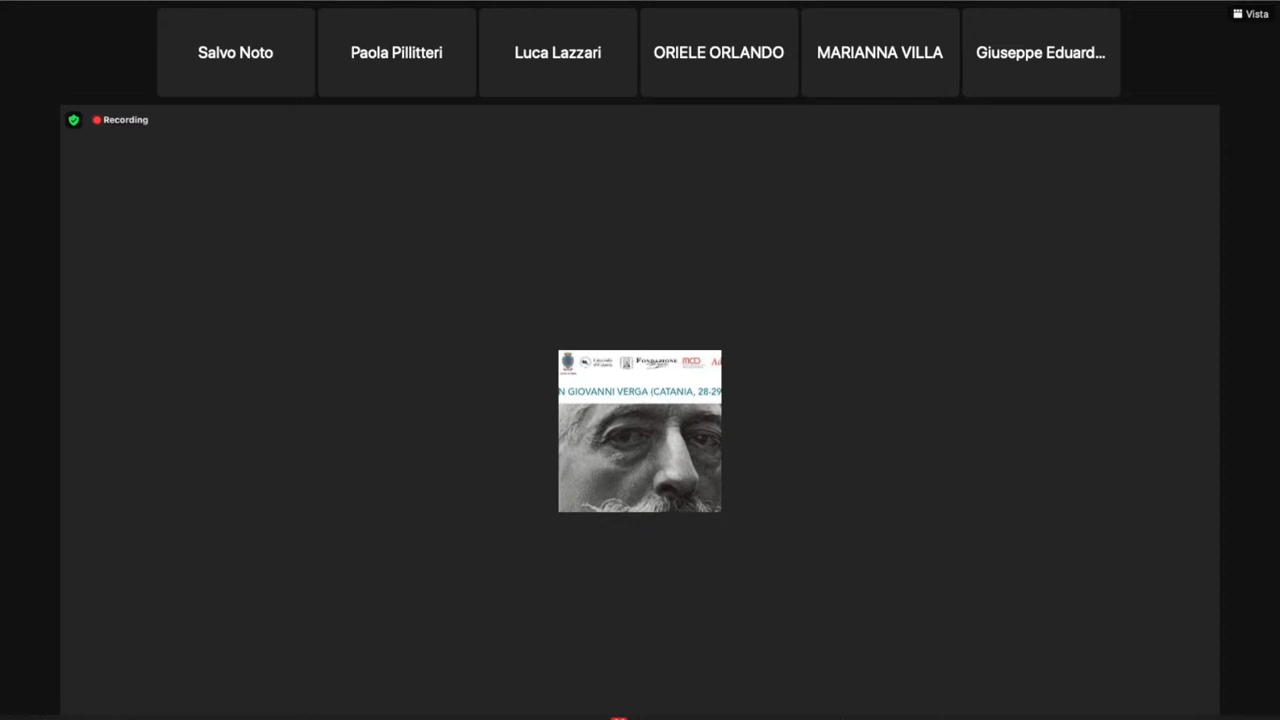 Vista
Salvo Noto
Paola Pillitteri
Luca Lazzari
ORIELE ORLANDO
MARIANNA VILLA
Giuseppe Eduard...
Recording
FONDAZIONE
MCD
N GIOVANNI VERGA (CATANIA, 28-29